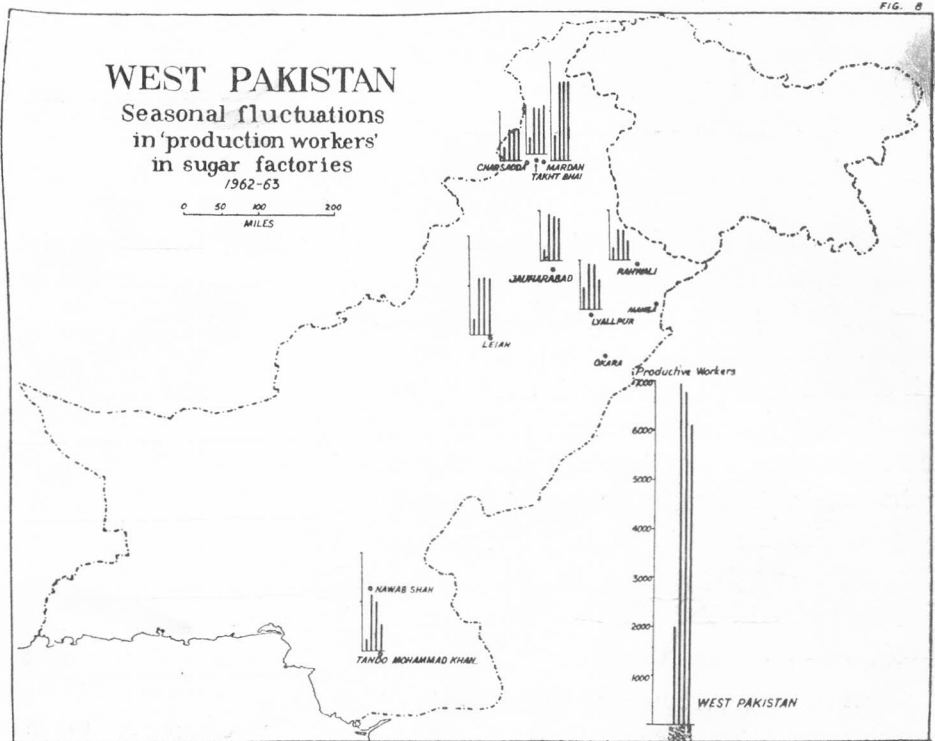 FIG. 8
WEST PAKISTAN
Seasonal fluctuations
in 'production workers'
in sugar factories
1962-63
0 50 100 200
MILES
CHARSADDA
MARDAN
TAKHT BHAI
JAUHARABAD
RAHWALI
LYALLPUR
LEIAH
OKARA
Productive Workers
7000
6000
5000
4000
3000
2000
1000
WEST PAKISTAN
NAWAB SHAH
TANDO MOHAMMAD KHAN.